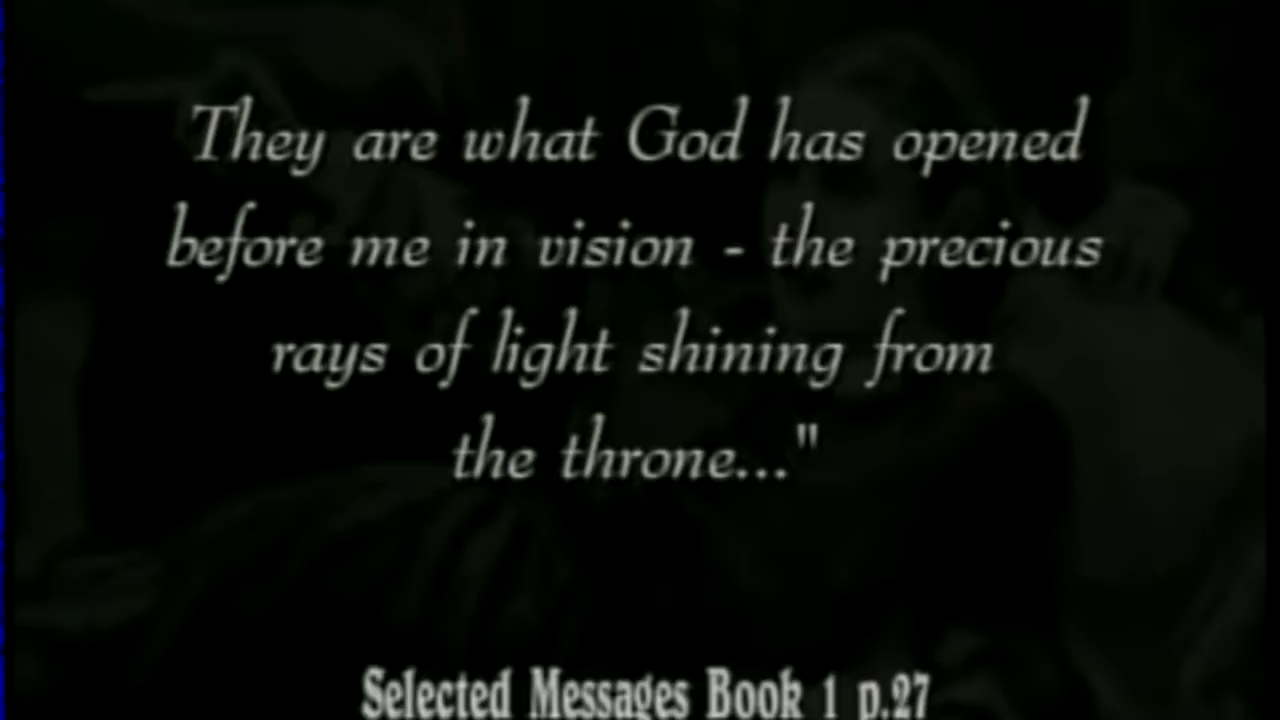 They are what God has opened
before me in vision - the precious
rays of light shining from
the throne..."
Selected Messages Book 1 p.27